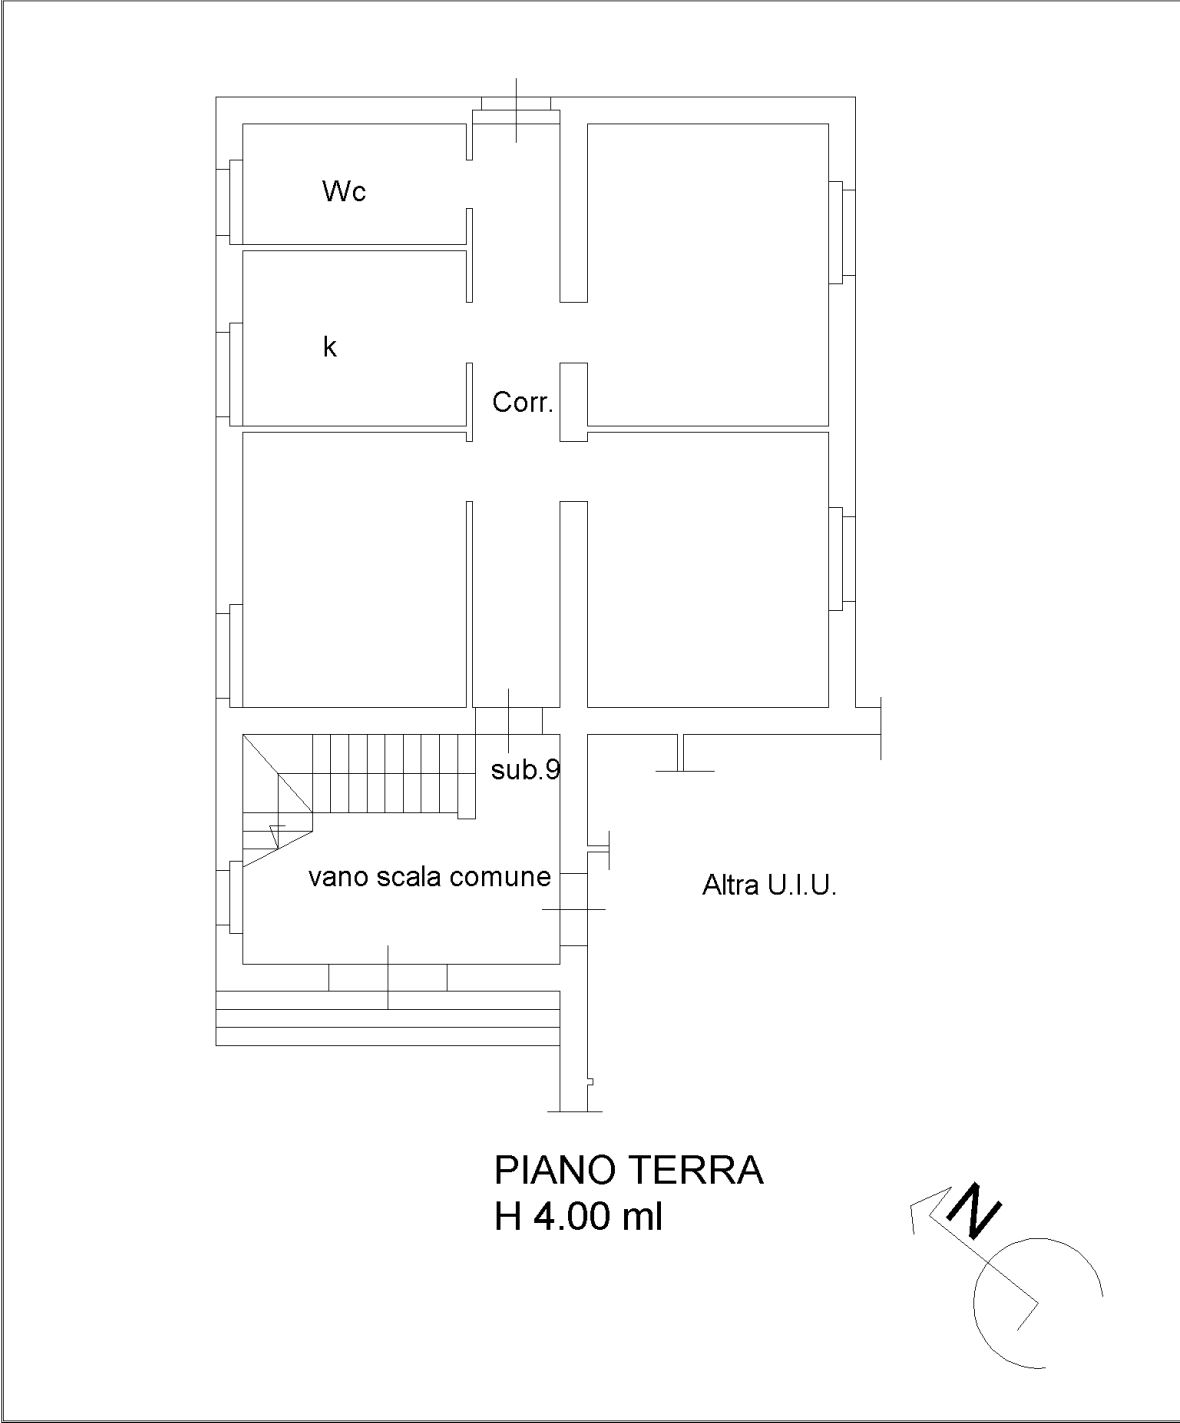 Wc
k
Corr.
sub.9
vano scala comune
Altra U.I.U.
PIANO TERRA
H 4.00 ml
N